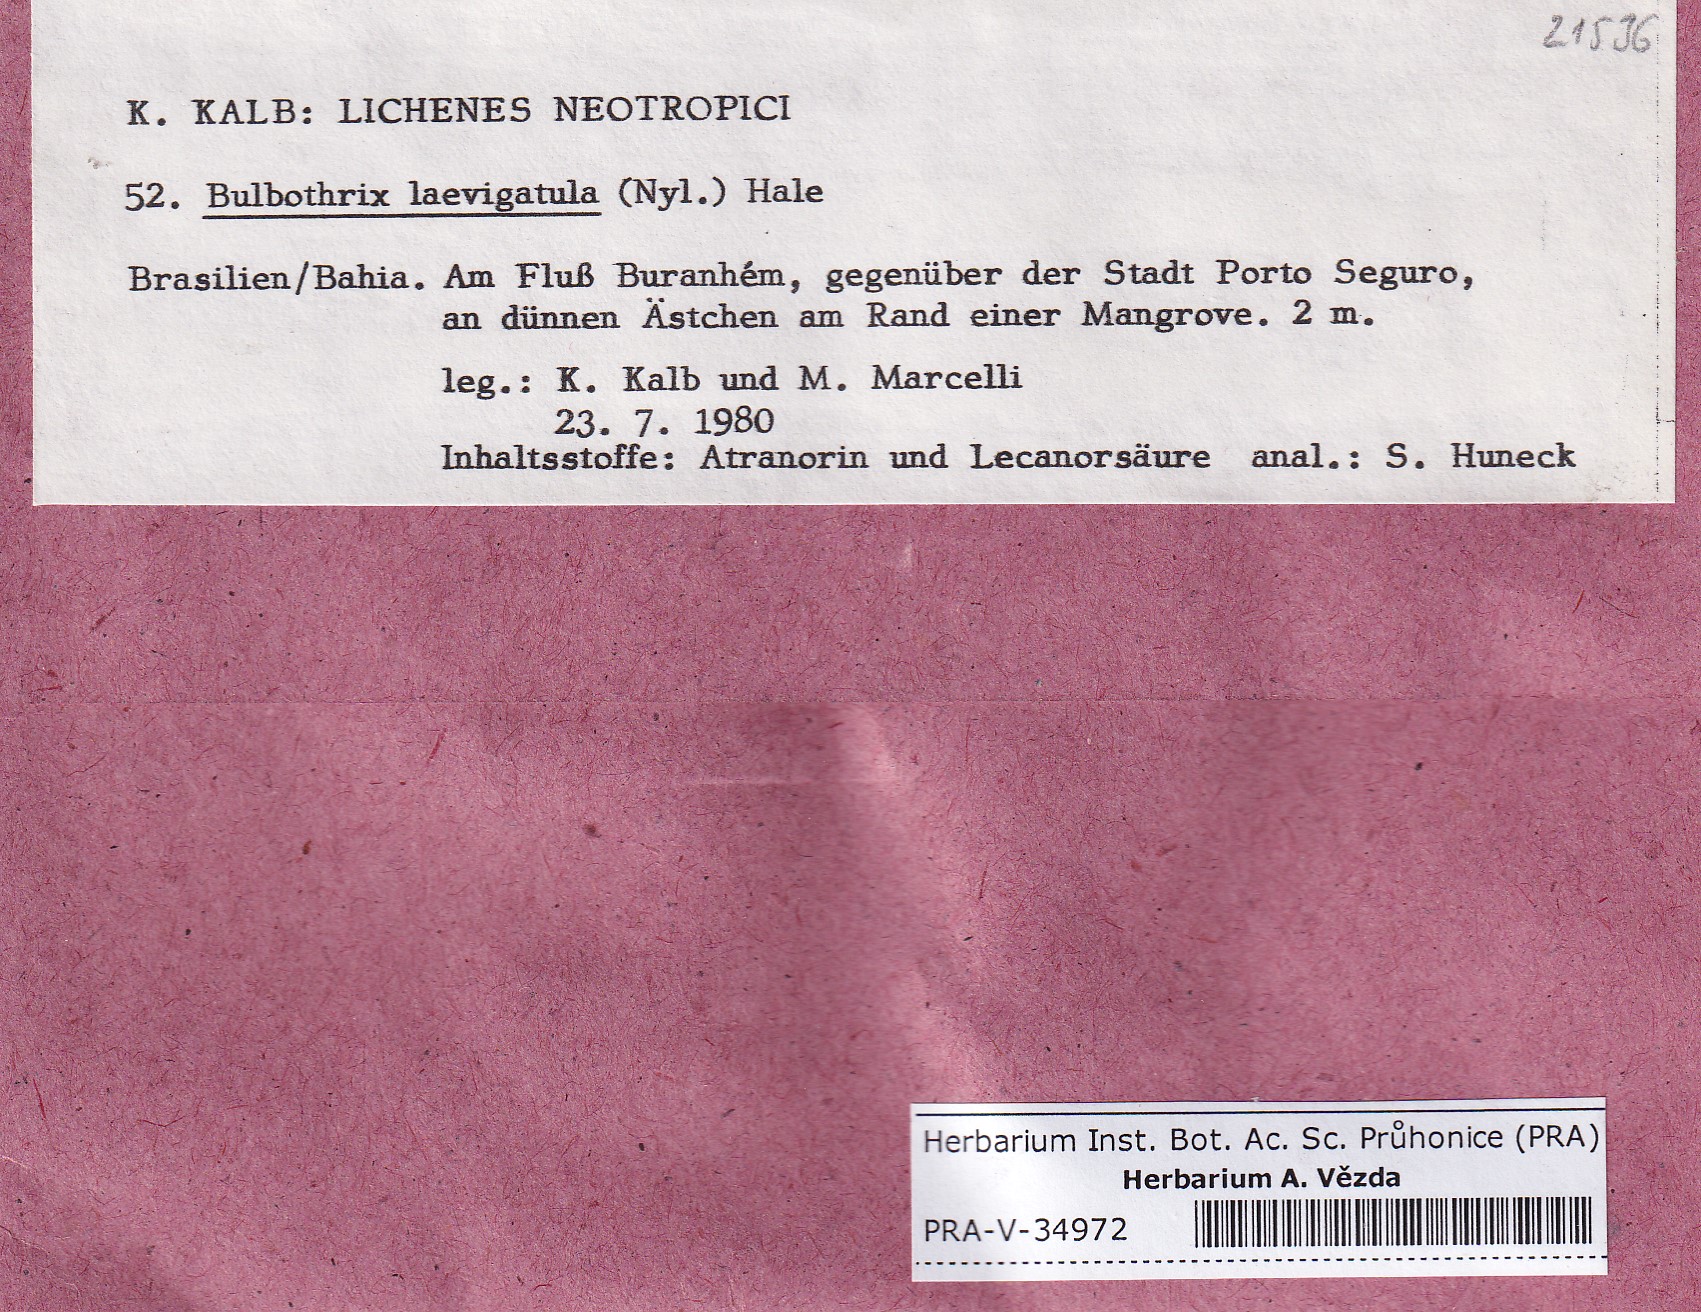 21536
K. KALB: LICHENES NEOTROPICI
52. Bulbothrix laevigatula (Nyl.) Hale
Brasilien/Bahia. Am Fluß Buranhém, gegenüber der Stadt Porto Seguro,
an dünnen Ästchen am Rand einer Mangrove. 2 m.
leg.: K. Kalb und M. Marcelli
23. 7. 1980
Inhaltsstoffe: Atranorin und Lecanorsäure anal.: S. Huneck
Herbarium Inst. Bot. Ac. Sc. Průhonice (PRA)
Herbarium A. Vězda
PRA-V-34972